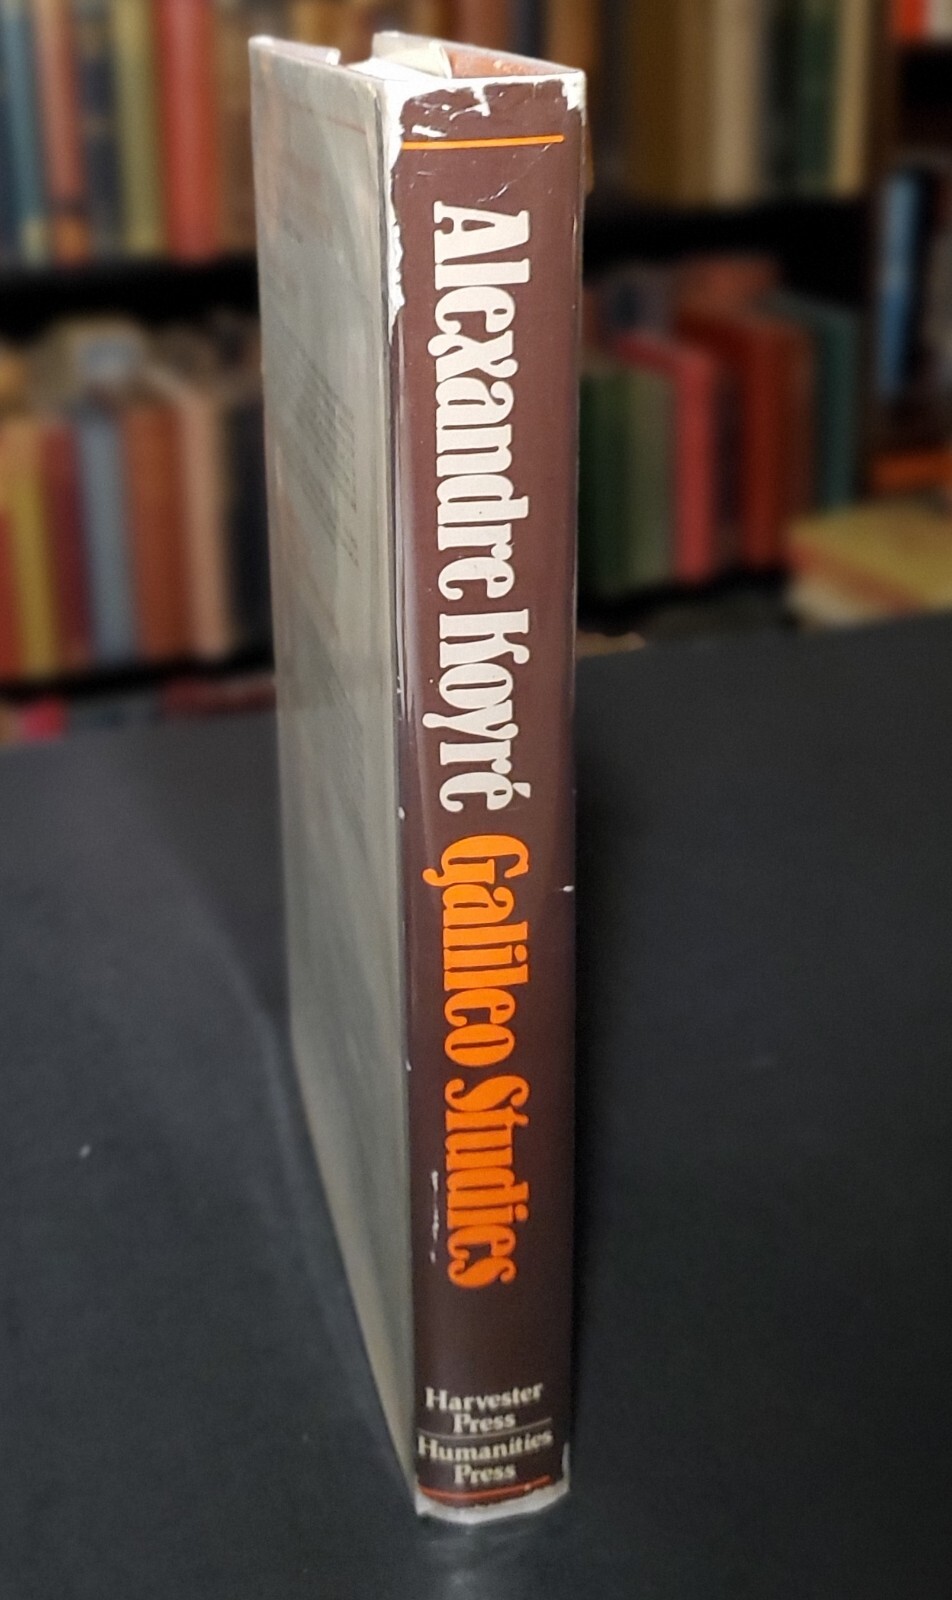 Alexandre Koyré Galileo Studies
Harvester
Press
Humanities
Press